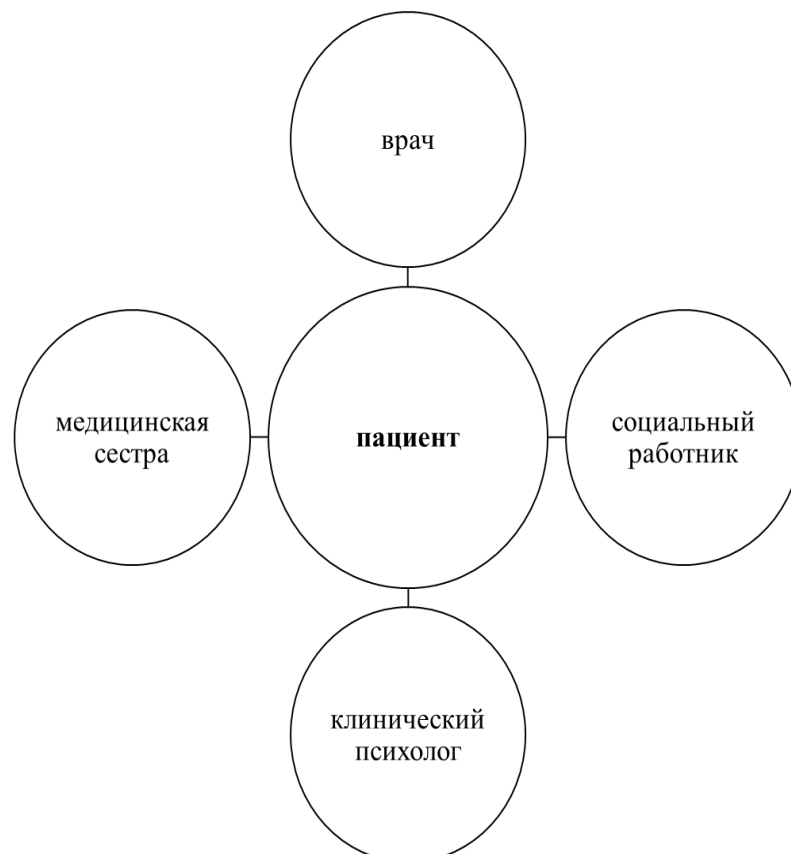 врач
медицинская
сестра
пациент
социальный
работник
клинический
психолог